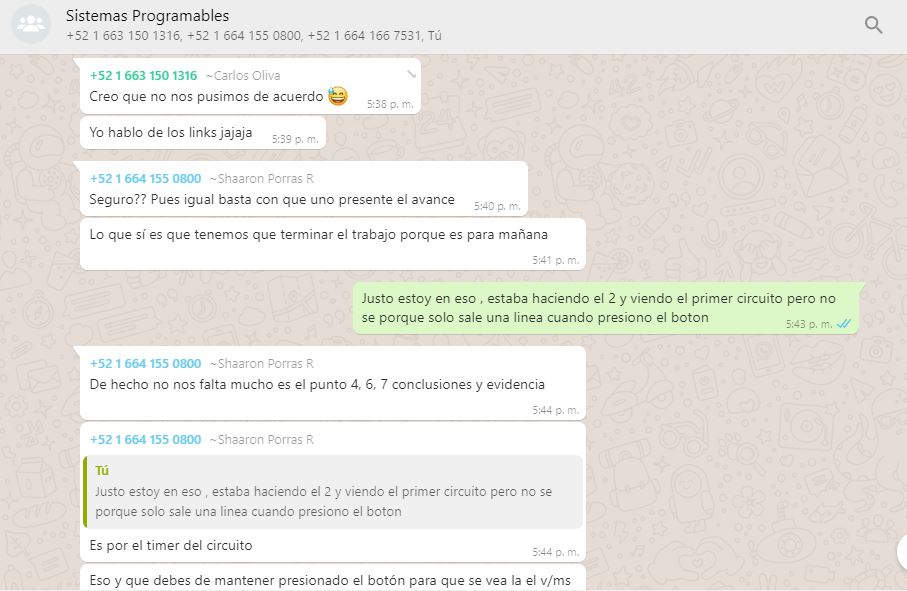 Sistemas Programables
+52 1 663 150 1316, +52 1 664 155 0800, +52 1 664 166 7531, Tú
+52 1 663 150 1316 ~Carlos Oliva
Creo que no nos pusimos de acuerdo 😅
5:38 p. m.
Yo hablo de los links jajaja
5:39 p. m.
+52 1 664 155 0800 ~Shaaron Porras R
Seguro?? Pues igual basta con que uno presente el avance
5:40 p. m.
Lo que sí es que tenemos que terminar el trabajo porque es para mañana
5:41 p. m.
Justo estoy en eso , estaba haciendo el 2 y viendo el primer circuito pero no
se porque solo sale una linea cuando presiono el boton
5:43 p. m.
+52 1 664 155 0800 ~Shaaron Porras R
De hecho no nos falta mucho es el punto 4, 6, 7 conclusiones y evidencia
5:44 p. m.
+52 1 664 155 0800 ~Shaaron Porras R
Tú
Justo estoy en eso , estaba haciendo el 2 y viendo el primer circuito pero no se
porque solo sale una linea cuando presiono el boton
Es por el timer del circuito
5:44 p. m.
Eso y que debes de mantener presionado el botón para que se vea la el v/ms